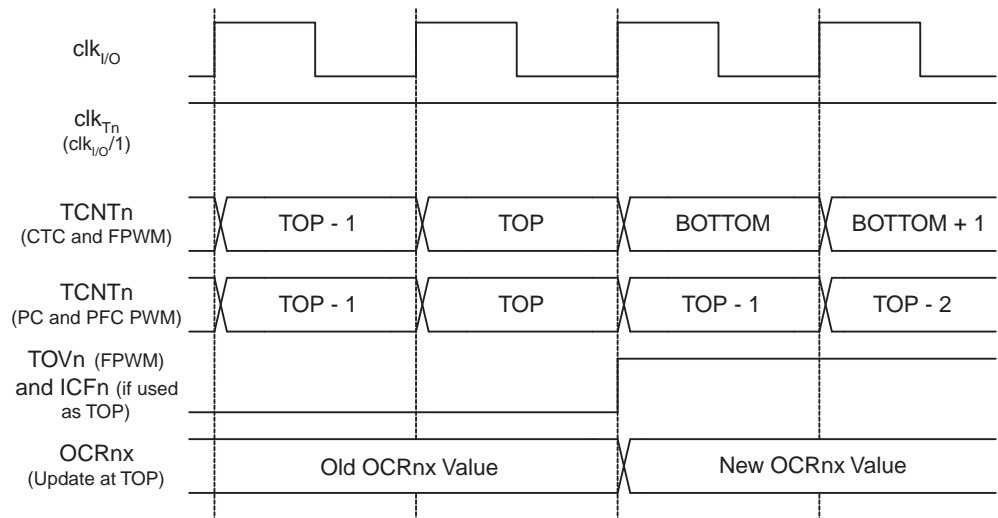 clkI/O
clkTn
(clkI/O/1)
TCNTn
(CTC and FPWM)
TOP - 1
TOP
BOTTOM
BOTTOM + 1
TCNTn
(PC and PFC PWM)
TOP - 1
TOP
TOP - 1
TOP - 2
TOVn (FPWM)
and ICFn (if used
as TOP)
OCRnx
(Update at TOP)
Old OCRnx Value
New OCRnx Value